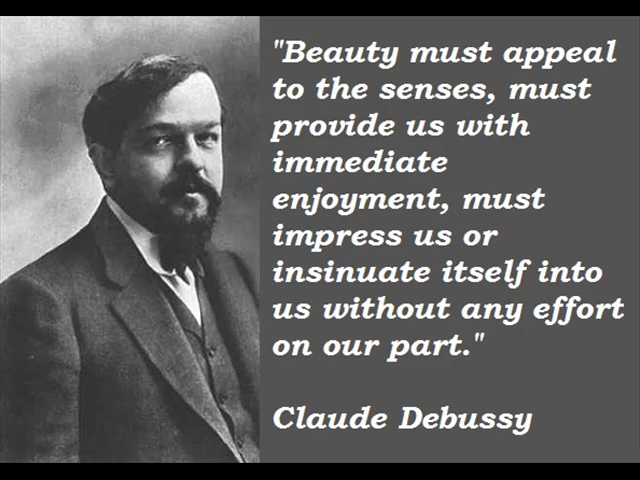 "Beauty must appeal
to the senses, must
provide us with
immediate
enjoyment, must
impress us or
insinuate itself into
us without any effort
on our part."
Claude Debussy